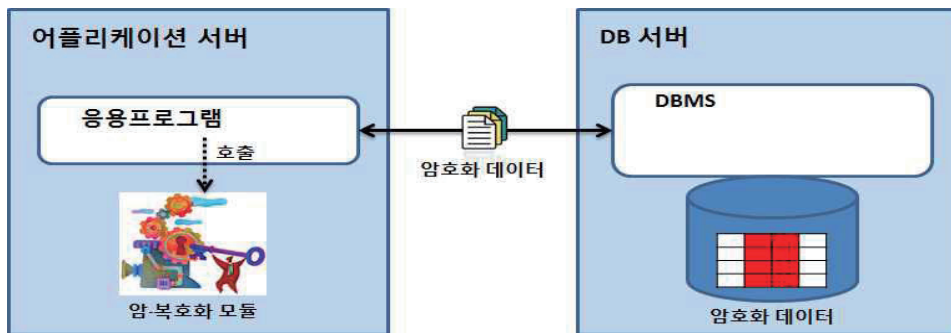 어플리케이션 서버
응용프로그램
호출
암·복호화 모듈
암호화 데이터
DB 서버
DBMS
암호화 데이터